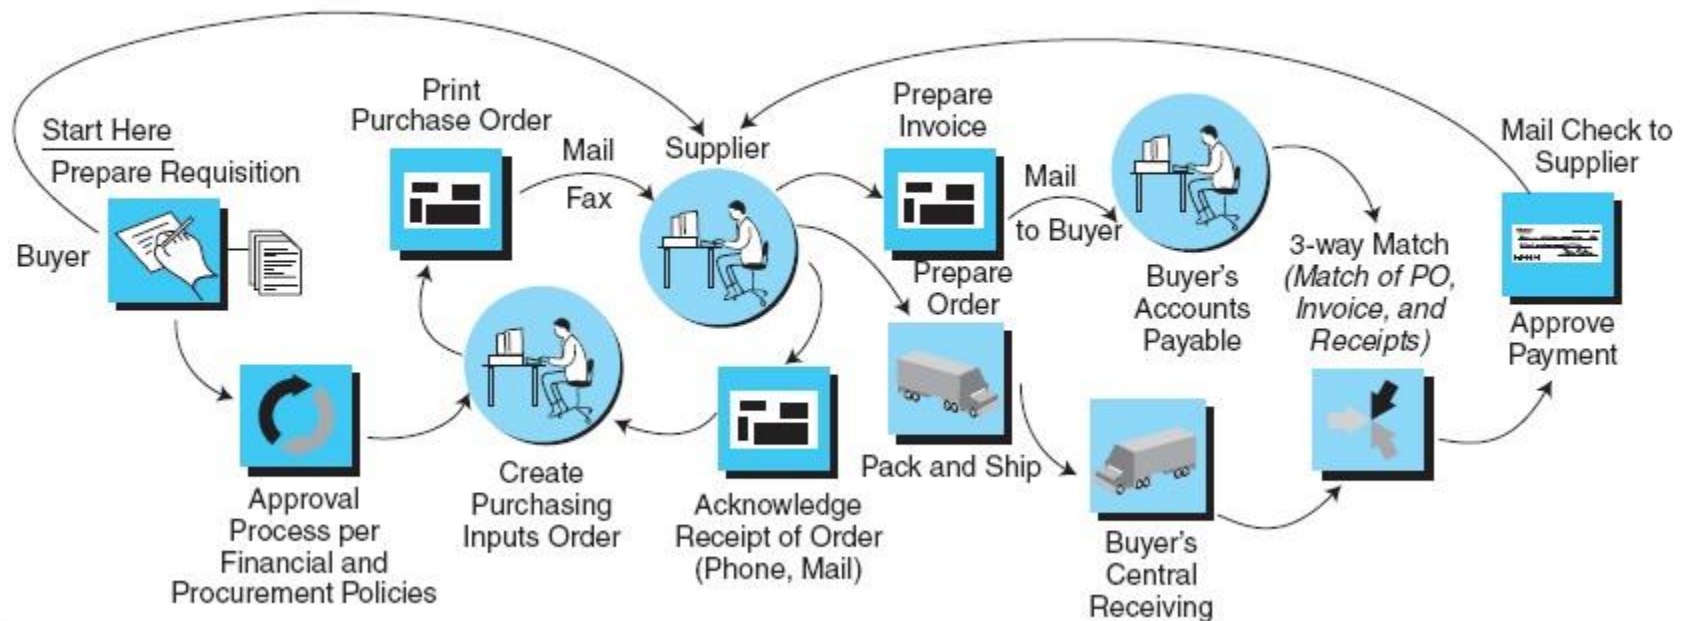 Start Here
Prepare Requisition
Buyer
Approval
Process per
Financial and
Procurement Policies
Print
Purchase Order
Mail
Fax
Create
Purchasing
Inputs Order
Supplier
Acknowledge
Receipt of Order
(Phone, Mail)
Prepare
Invoice
Mail
to Buyer
Prepare
Order
Pack and Ship
Buyer's
Accounts
Payable
Buyer's
Central
Receiving
3-way Match
(Match of PO,
Invoice, and
Receipts)
Mail Check to
Supplier
Approve
Payment